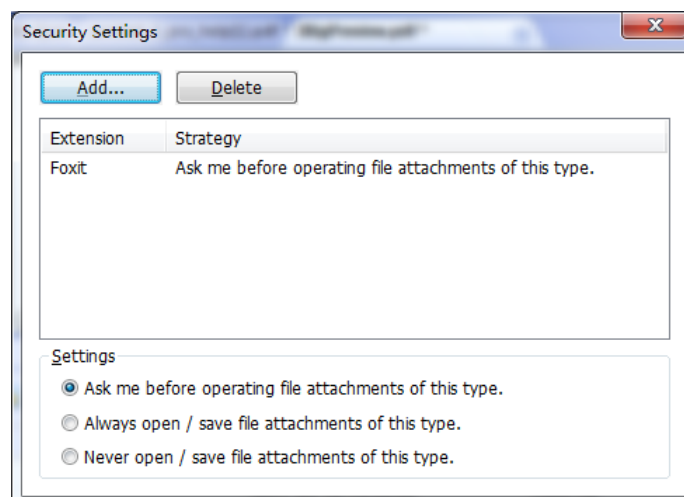 Security Settings
Add...
Delete
Extension Strategy
Foxit Ask me before operating file attachments of this type.
Settings
Ask me before operating file attachments of this type.
Always open / save file attachments of this type.
Never open / save file attachments of this type.